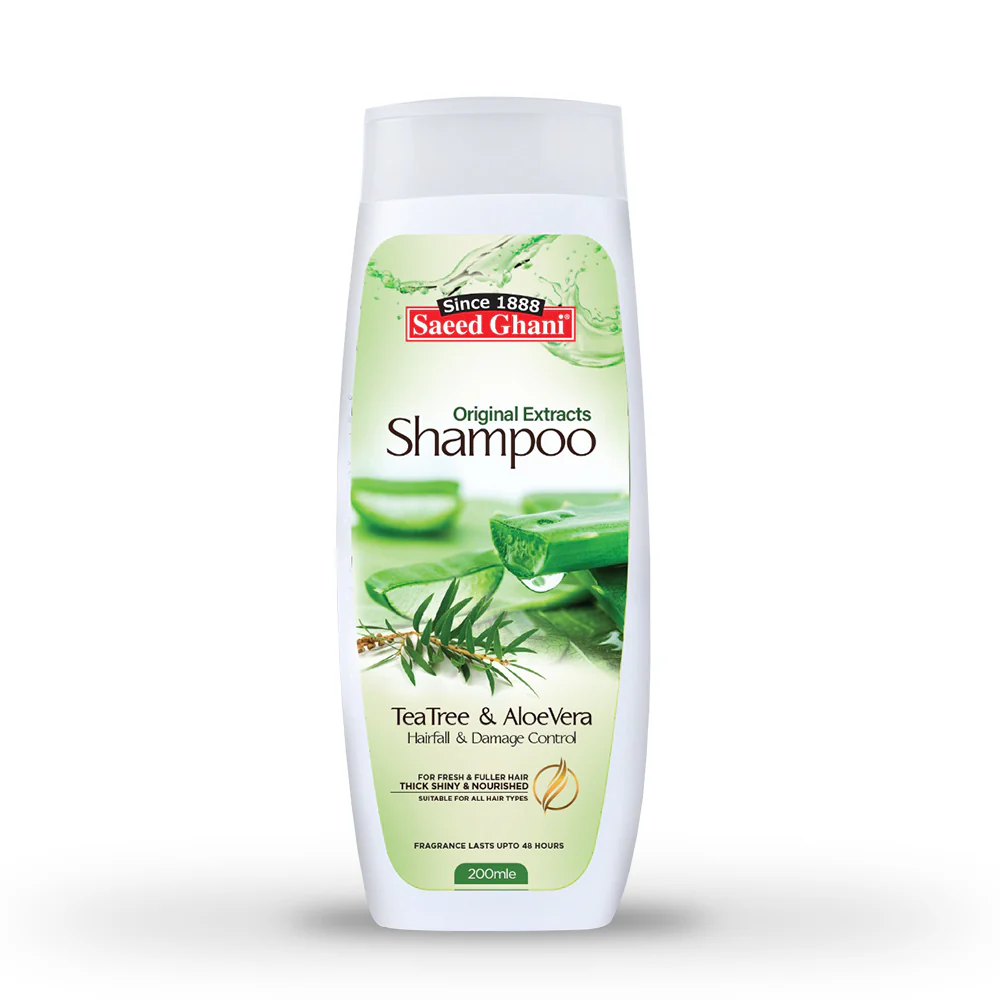 Since 1888
Saeed Ghani®
Original Extracts
Shampoo
TeaTree & AloeVera
Hairfall & Damage Control
FOR FRESH & FULLER HAIR
THICK SHINY & NOURISHED
SUITABLE FOR ALL HAIR TYPES
FRAGRANCE LASTS UPTO 48 HOURS
200mle